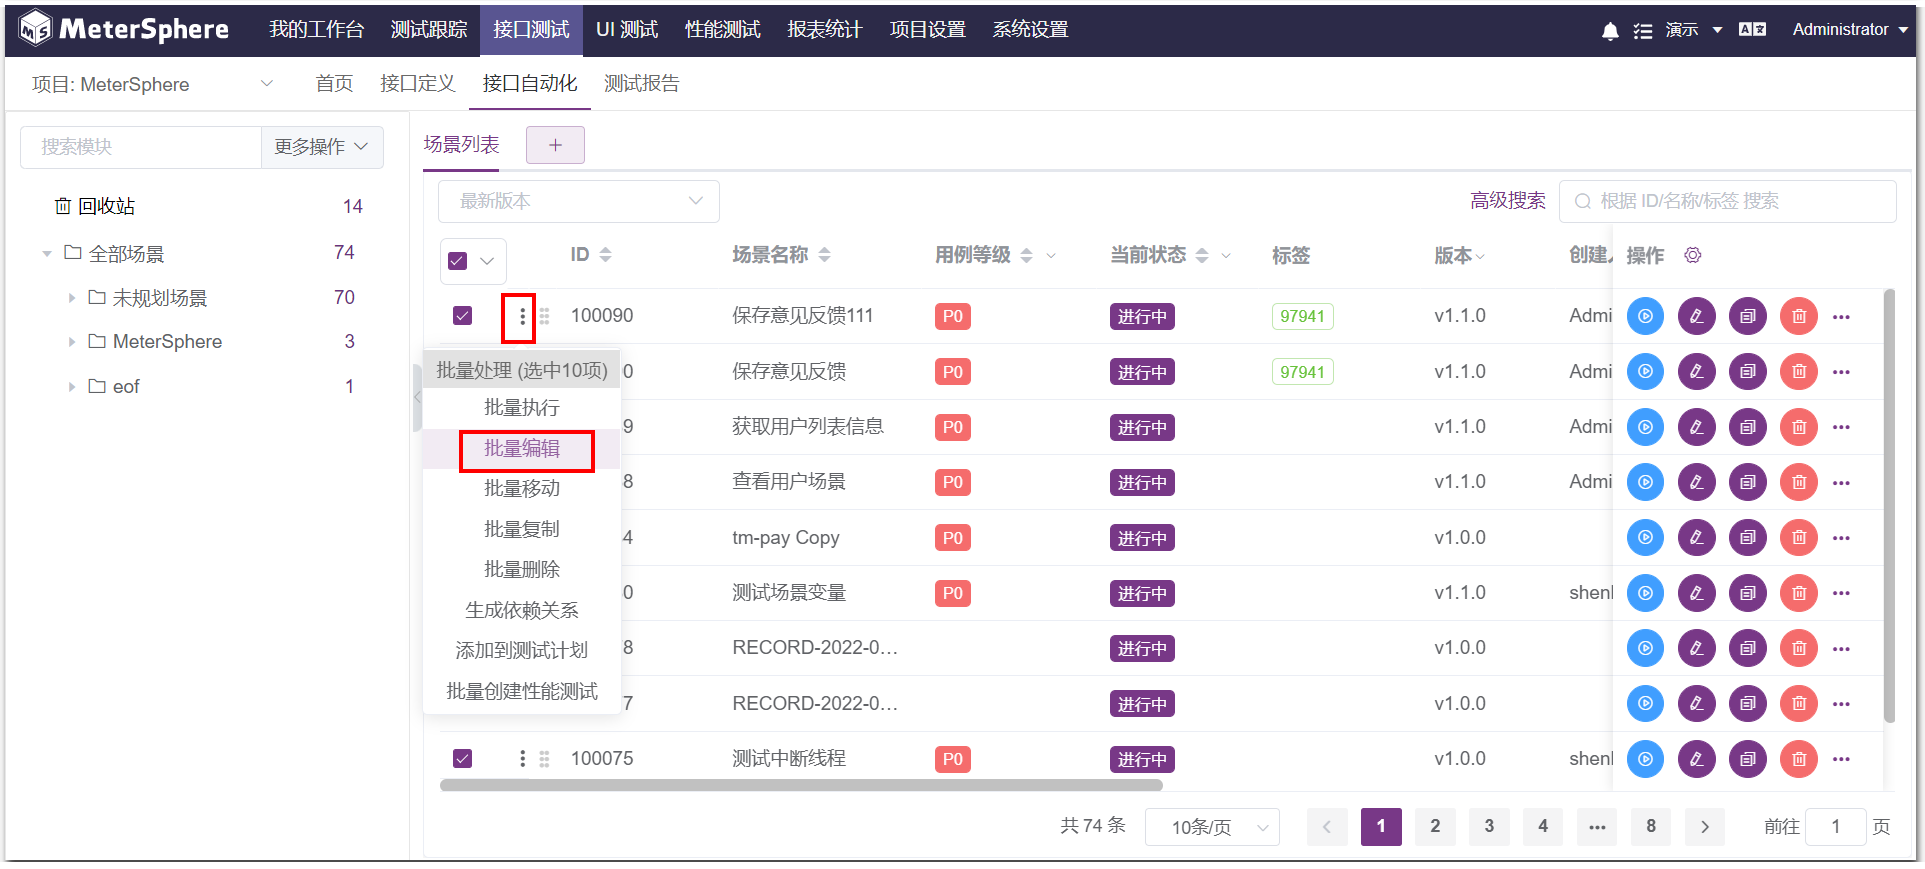 MeterSphere 我的工作台 测试跟踪 接口测试 UI 测试 性能测试 报表统计 项目设置 系统设置 演示 Administrator
项目: MeterSphere 首页 接口定义 接口自动化 测试报告
搜索模块 更多操作
回收站 14
全部场景 74
未规划场景 70
MeterSphere 3
eof 1
场景列表 +
最新版本 高级搜索 根据 ID/名称/标签 搜索
ID 场景名称 用例等级 当前状态 标签 版本 创建人 操作
100090 保存意见反馈111 P0 进行中 97941 v1.1.0 Admi
0 保存意见反馈 P0 进行中 97941 v1.1.0 Admi
9 获取用户列表信息 P0 进行中 v1.1.0 Admi
8 查看用户场景 P0 进行中 v1.1.0 Admi
4 tm-pay Copy P0 进行中 v1.0.0
0 测试场景变量 P0 进行中 v1.1.0 shenl
8 RECORD-2022-0... 进行中 v1.0.0
7 RECORD-2022-0... 进行中 v1.0.0
100075 测试中断线程 P0 进行中 v1.0.0 shenl
批量处理 (选中10项)
批量执行
批量编辑
批量移动
批量复制
批量删除
生成依赖关系
添加到测试计划
批量创建性能测试
共 74 条 10条/页 1 2 3 4 ... 8 前往 1 页